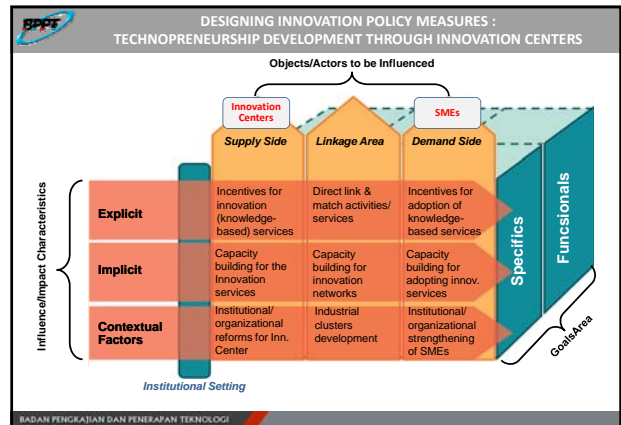 BPPT
DESIGNING INNOVATION POLICY MEASURES :
TECHNOPRENEURSHIP DEVELOPMENT THROUGH INNOVATION CENTERS
Objects/Actors to be Influenced
Innovation
Centers
SMEs
Supply Side
Linkage Area
Demand Side
Influence/Impact Characteristics
Explicit
Incentives for
innovation
(knowledge-
based) services
Direct link &
match activities/
services
Incentives for
adoption of
knowledge-
based services
Implicit
Capacity
building for the
Innovation
services
Capacity
building for
innovation
networks
Capacity
building for
adopting innov.
services
Contextual
Factors
Institutional/
organizational
reforms for Inn.
Center
Industrial
clusters
development
Institutional/
organizational
strengthening
of SMEs
Specifics
Funcsionals
GoalsArea
Institutional Setting
BADAN PENGKAJIAN DAN PENERAPAN TEKNOLOGI